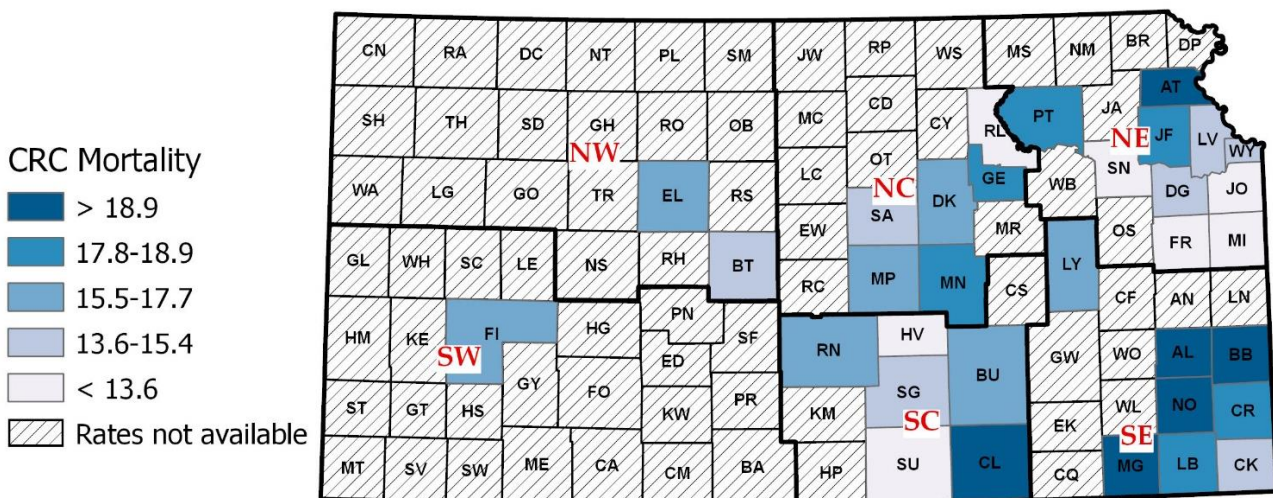 CRC Mortality
> 18.9
17.8-18.9
15.5-17.7
13.6-15.4
< 13.6
Rates not available
CN RA DC NT PL SM JW RP WS MS NM BR DP
SH TH SD GH RO OB MC CD CY RL PT JA AT
NW NC NE
JF LV WY
WA LG GO TR EL RS LC OT SA DK GE WB SN DG JO
EW MR OS FR MI
GL WH SC LE NS RH BT RC MP MN CS LY CF AN LN
HM KE FI HG PN SF RN HV BU GW WO AL BB
SW ED
GY FO SG
ST GT HS KW PR KM SC EK WL NO CR
SE
MT SV SW ME CA CM BA HP SU CL CQ MG LB CK